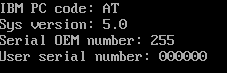 IBM PC code: AT
Sys version: 5.0
Serial OEM number: 255
User serial number: 000000